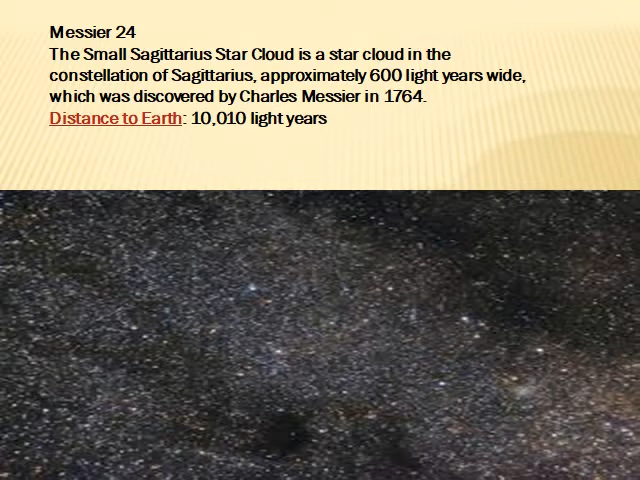 Messier 24
The Small Sagittarius Star Cloud is a star cloud in the
constellation of Sagittarius, approximately 600 light years wide,
which was discovered by Charles Messier in 1764.
Distance to Earth: 10,010 light years